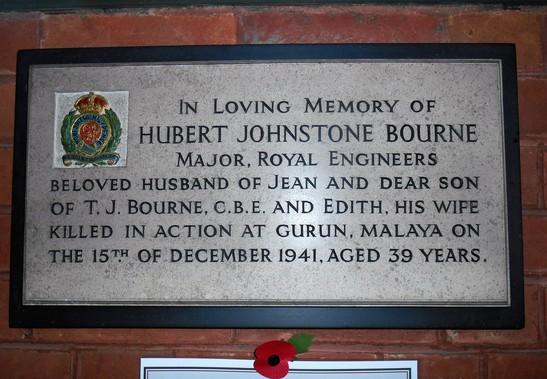 IN LOVING MEMORY OF
HUBERT JOHNSTONE BOURNE
MAJOR, ROYAL ENGINEERS
BELOVED HUSBAND OF JEAN AND DEAR SON
OF T. J. BOURNE, C.B.E. AND EDITH, HIS WIFE
KILLED IN ACTION AT GURUN, MALAYA ON
THE 15TH. OF DECEMBER 1941, AGED 39 YEARS.